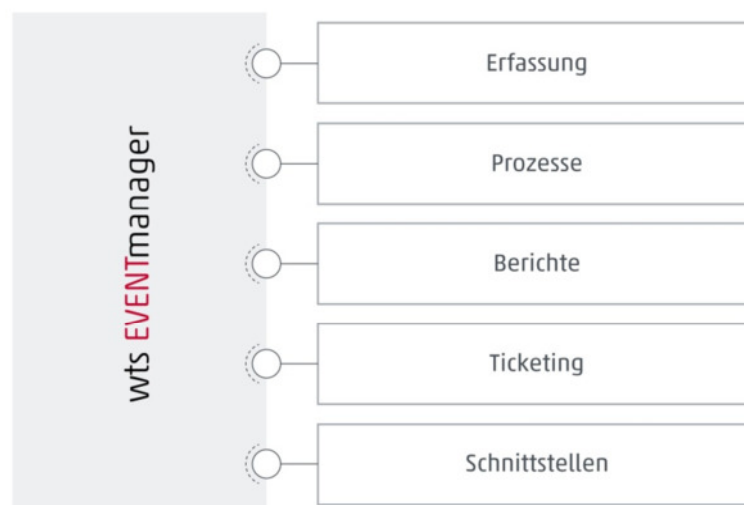 wts EVENTmanager
Erfassung
Prozesse
Berichte
Ticketing
Schnittstellen